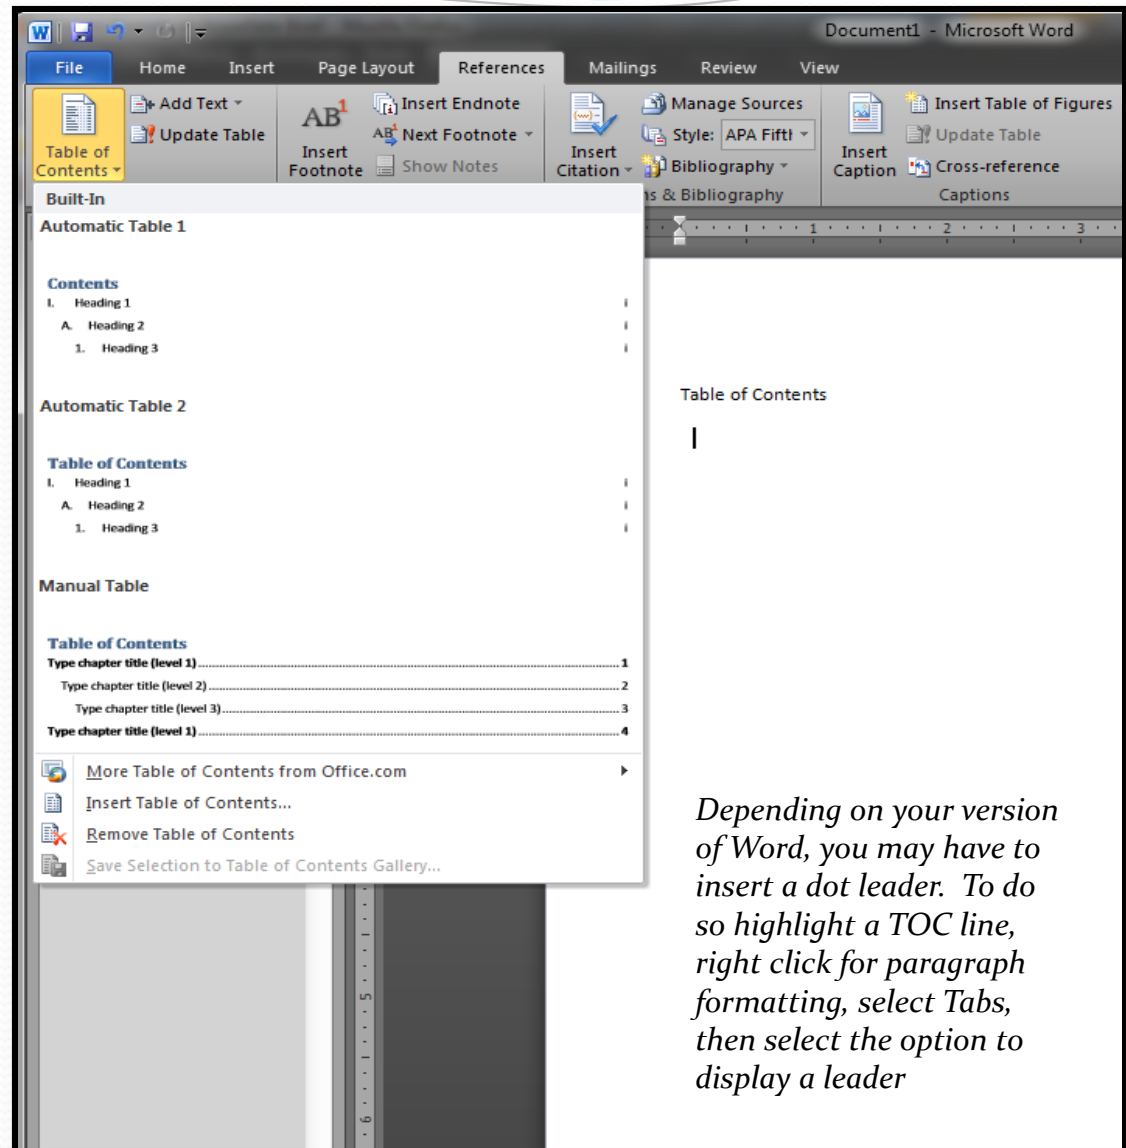 Document1 - Microsoft Word
File Home Insert Page Layout References Mailings Review View
Table of Contents
Add Text
Update Table
AB1
Insert Footnote
Insert Endnote
Next Footnote
Show Notes
Insert Citation
Manage Sources
Style: APA Fifth
Bibliography
s & Bibliography
Insert Caption
Insert Table of Figures
Update Table
Cross-reference
Captions
1 2 3
Built-In
Automatic Table 1
Contents
I. Heading 1 i
A. Heading 2 i
1. Heading 3 i
Automatic Table 2
Table of Contents
I. Heading 1 i
A. Heading 2 i
1. Heading 3 i
Manual Table
Table of Contents
Type chapter title (level 1) 1
Type chapter title (level 2) 2
Type chapter title (level 3) 3
Type chapter title (level 1) 4
More Table of Contents from Office.com
Insert Table of Contents...
Remove Table of Contents
Save Selection to Table of Contents Gallery...
Table of Contents
Depending on your version
of Word, you may have to
insert a dot leader. To do
so highlight a TOC line,
right click for paragraph
formatting, select Tabs,
then select the option to
display a leader
5
6